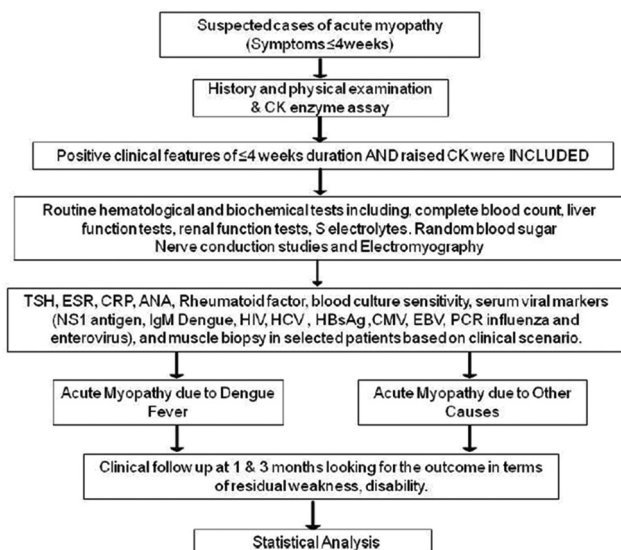 Suspected cases of acute myopathy
(Symptoms≤4weeks)
History and physical examination
& CK enzyme assay
Positive clinical features of ≤4 weeks duration AND raised CK were INCLUDED
Routine hematological and biochemical tests including, complete blood count, liver
function tests, renal function tests, S electrolytes. Random blood sugar
Nerve conduction studies and Electromyography
TSH, ESR, CRP, ANA, Rheumatoid factor, blood culture sensitivity, serum viral markers
(NS1 antigen, IgM Dengue, HIV, HCV , HBsAg ,CMV, EBV, PCR influenza and
enterovirus), and muscle biopsy in selected patients based on clinical scenario.
Acute Myopathy due to Dengue
Fever
Acute Myopathy due to Other
Causes
Clinical follow up at 1 & 3 months looking for the outcome in terms
of residual weakness, disability.
Statistical Analysis